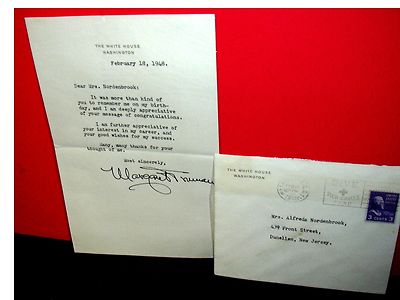 THE WHITE HOUSE
WASHINGTON
February 18, 1948.
Dear Mrs. Nordenbrook:
It was more than kind of
you to remember me on my birth-
day, and I am deeply appreciative
of your message of congratulations.
I am further appreciative of
your interest in my career, and
your good wishes for my success.
Many, many thanks for your
thought of me.
Most sincerely,
Margaret Truman
THE WHITE HOUSE
WASHINGTON
3 CENTS 3
Mrs. Alfreda Nordenbrook,
439 Front Street,
Dunellen, New Jersey.